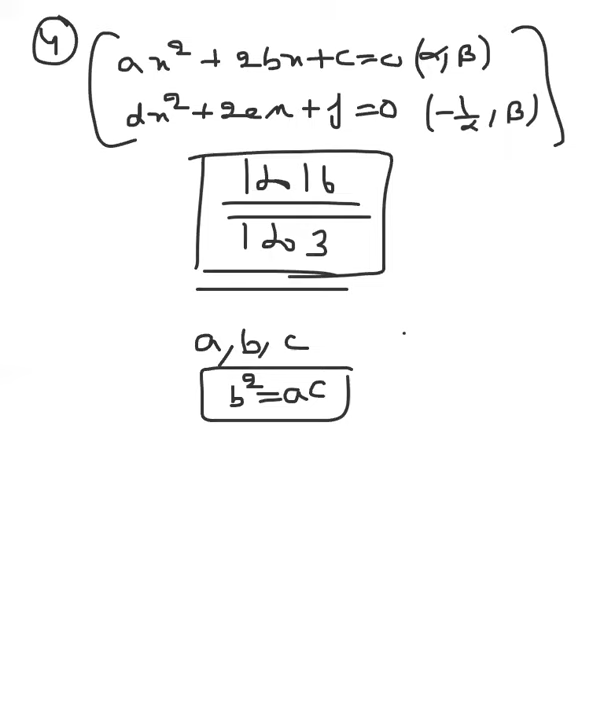 4
ax² + 2bx + c = 0 (α, β)
dx² + 2ex + f = 0 (-1/α, β)
1 to 16
1 to 3
a, b, c
b² = ac